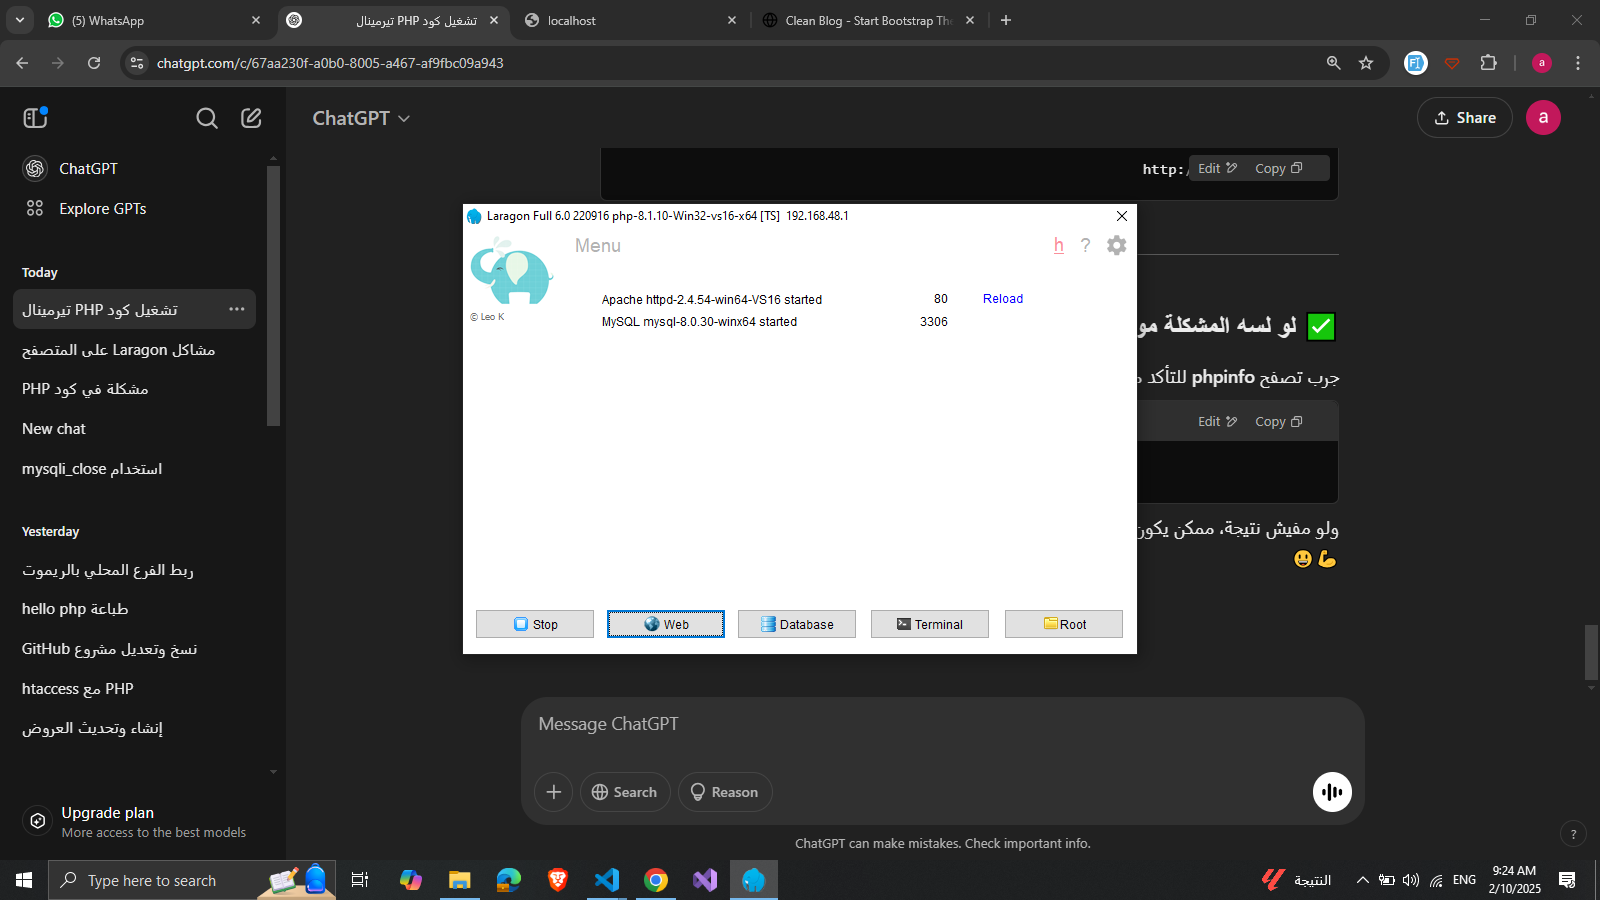 (5) WhatsApp
تشغيل كود PHP تيرمينال
localhost
Clean Blog - Start Bootstrap The
chatgpt.com/c/67aa230f-a0b0-8005-a467-af9fbc09a943
a
ChatGPT
Share
a
ChatGPT
Explore GPTs
Today
تشغيل كود PHP تيرمينال
مشاكل Laragon على المتصفح
مشكلة في كود PHP
New chat
استخدام mysqli_close
Yesterday
ربط الفرع المحلي بالريموت
طباعة hello php
نسخ وتعديل مشروع GitHub
htaccess مع PHP
إنشاء وتحديث العروض
Upgrade plan
More access to the best models
http:/
Edit
Copy
Laragon Full 6.0 220916 php-8.1.10-Win32-vs16-x64 [TS] 192.168.48.1
Menu
h
?
© Leo K
Apache httpd-2.4.54-win64-VS16 started 80 Reload
MySQL mysql-8.0.30-winx64 started 3306
Stop
Web
Database
Terminal
Root
لو لسه المشكلة مو
جرب تصفح phpinfo للتأكد
Edit
Copy
ولو مفيش نتيجة، ممكن يكون
Message ChatGPT
Search
Reason
ChatGPT can make mistakes. Check important info.
?
Type here to search
النتيجة
ENG
9:24 AM
2/10/2025